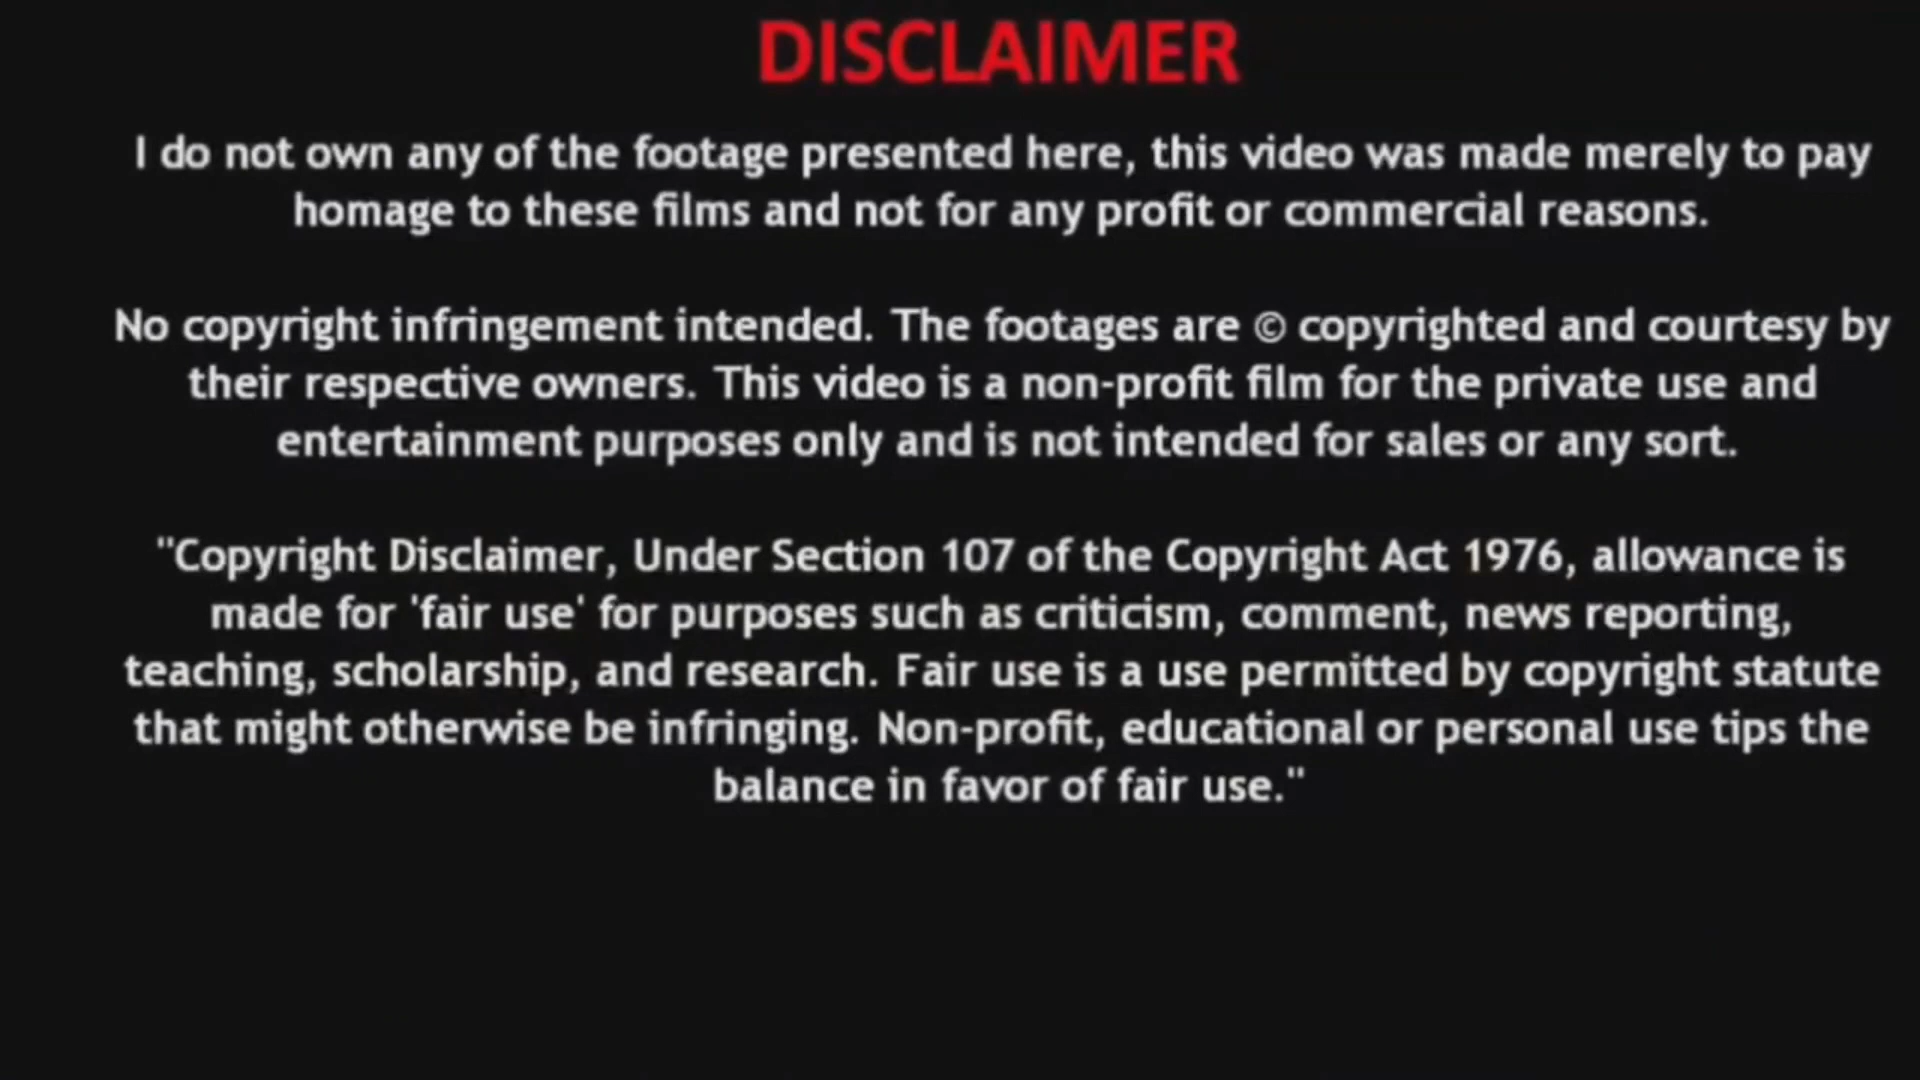 DISCLAIMER
I do not own any of the footage presented here, this video was made merely to pay
homage to these films and not for any profit or commercial reasons.
No copyright infringement intended. The footages are © copyrighted and courtesy by
their respective owners. This video is a non-profit film for the private use and
entertainment purposes only and is not intended for sales or any sort.
"Copyright Disclaimer, Under Section 107 of the Copyright Act 1976, allowance is
made for 'fair use' for purposes such as criticism, comment, news reporting,
teaching, scholarship, and research. Fair use is a use permitted by copyright statute
that might otherwise be infringing. Non-profit, educational or personal use tips the
balance in favor of fair use."